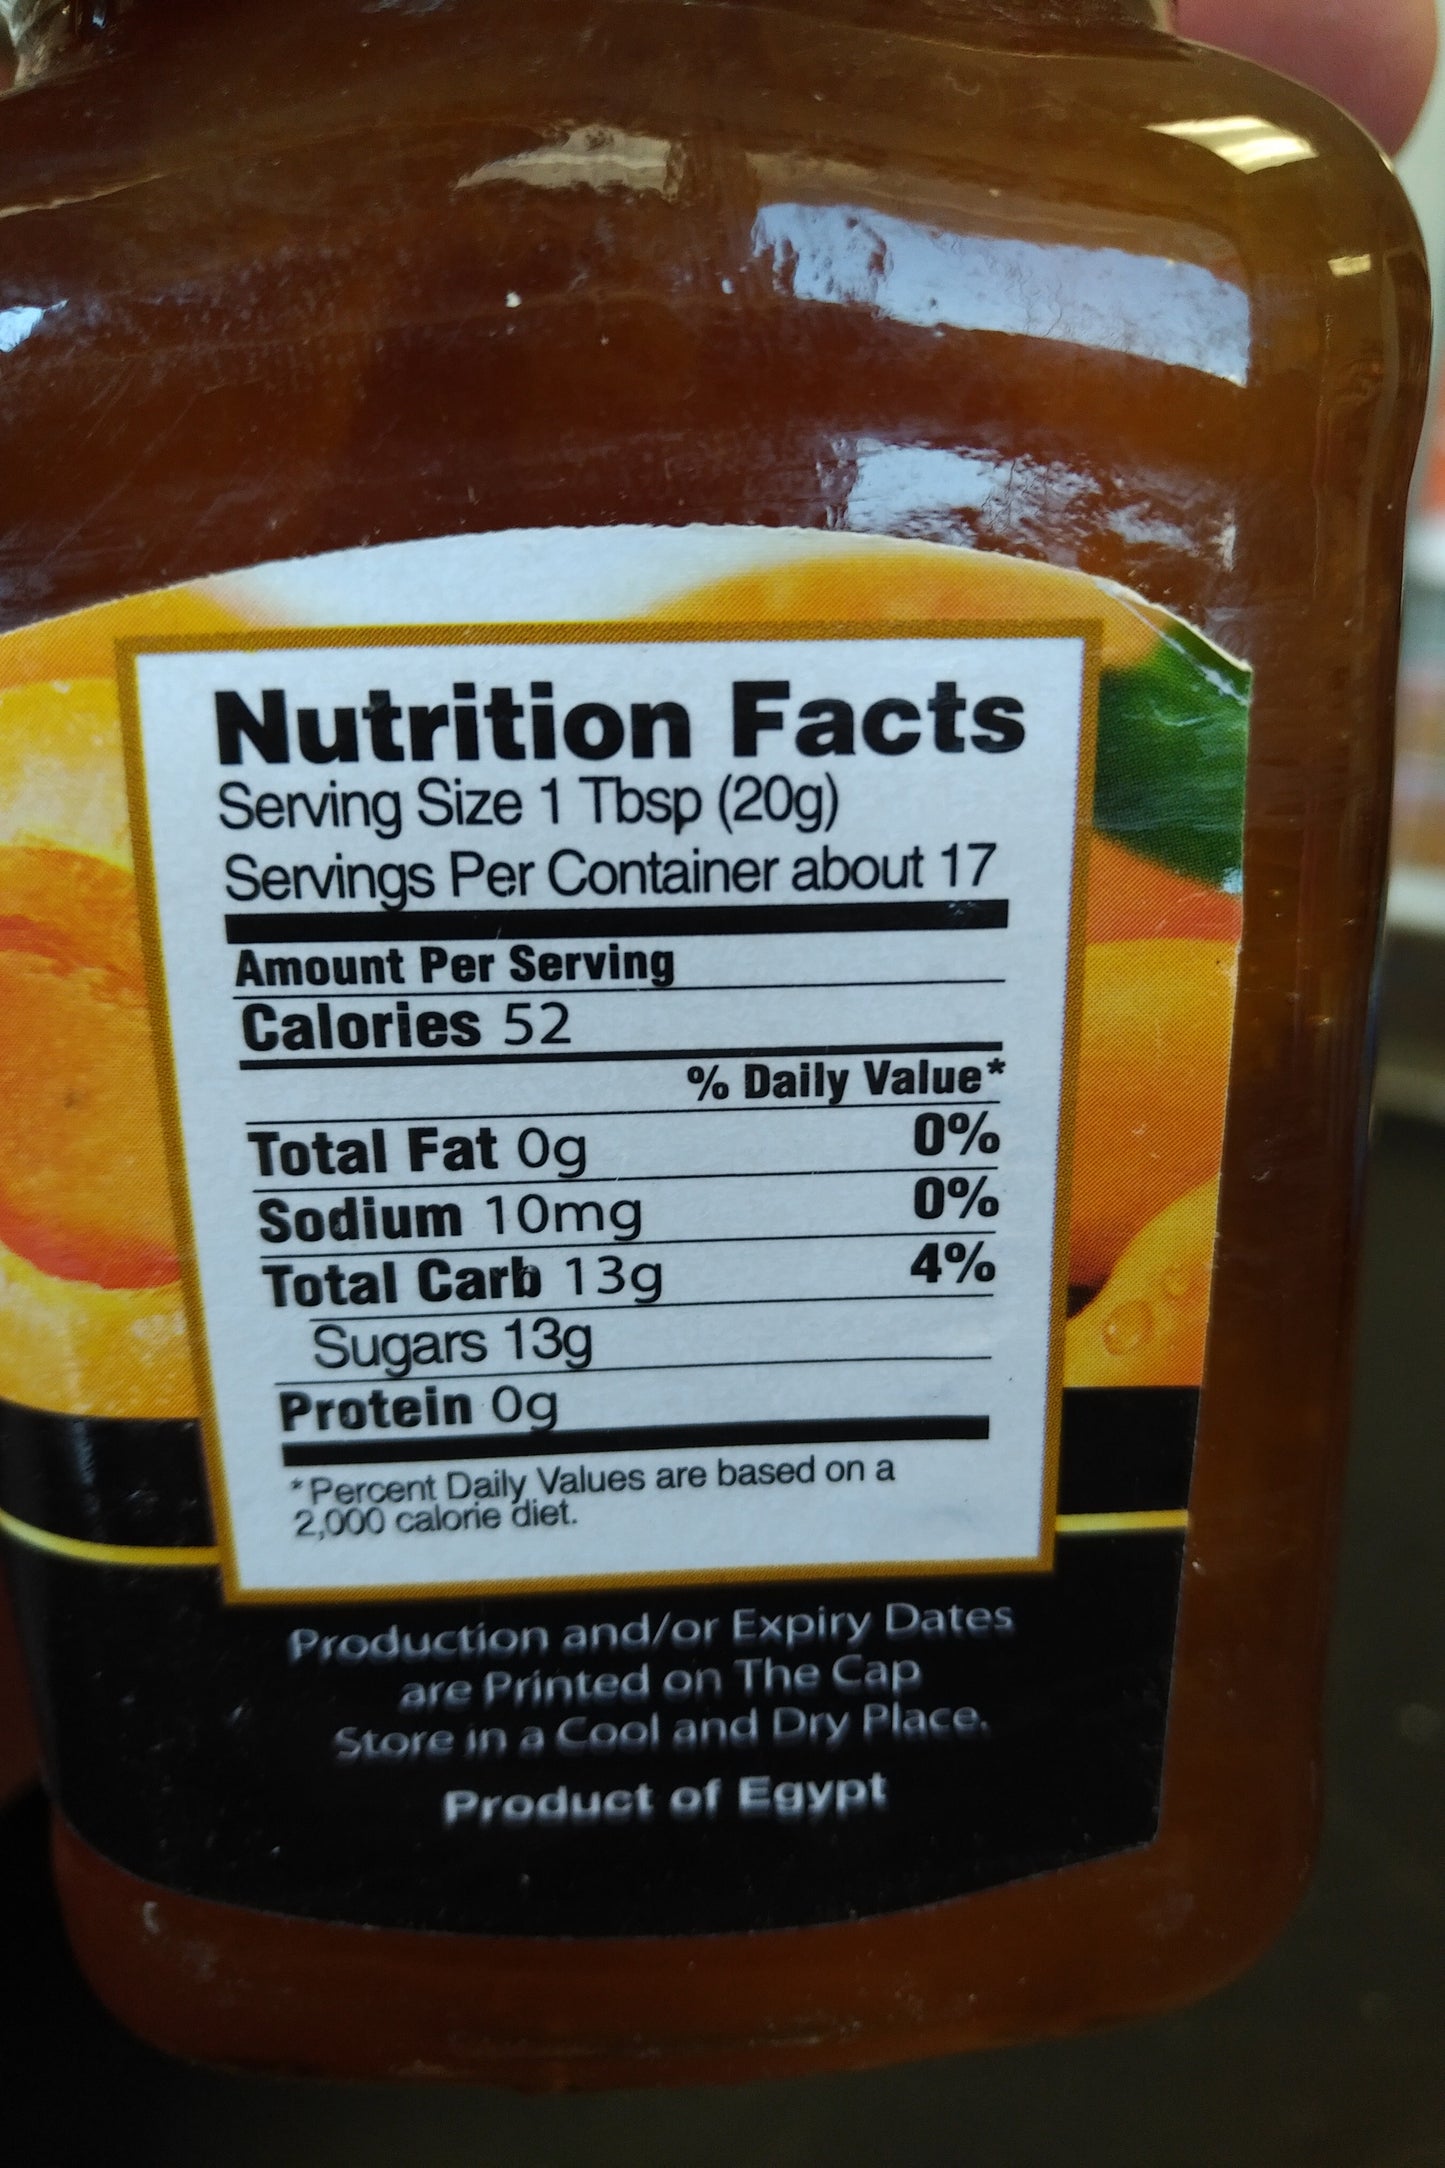 Nutrition Facts
Serving Size 1 Tbsp (20g)
Servings Per Container about 17
Amount Per Serving
Calories 52
% Daily Value*
Total Fat 0g 0%
Sodium 10mg 0%
Total Carb 13g 4%
Sugars 13g
Protein 0g
*Percent Daily Values are based on a
2,000 calorie diet.
Production and/or Expiry Dates
are Printed on The Cap
Store in a Cool and Dry Place.
Product of Egypt